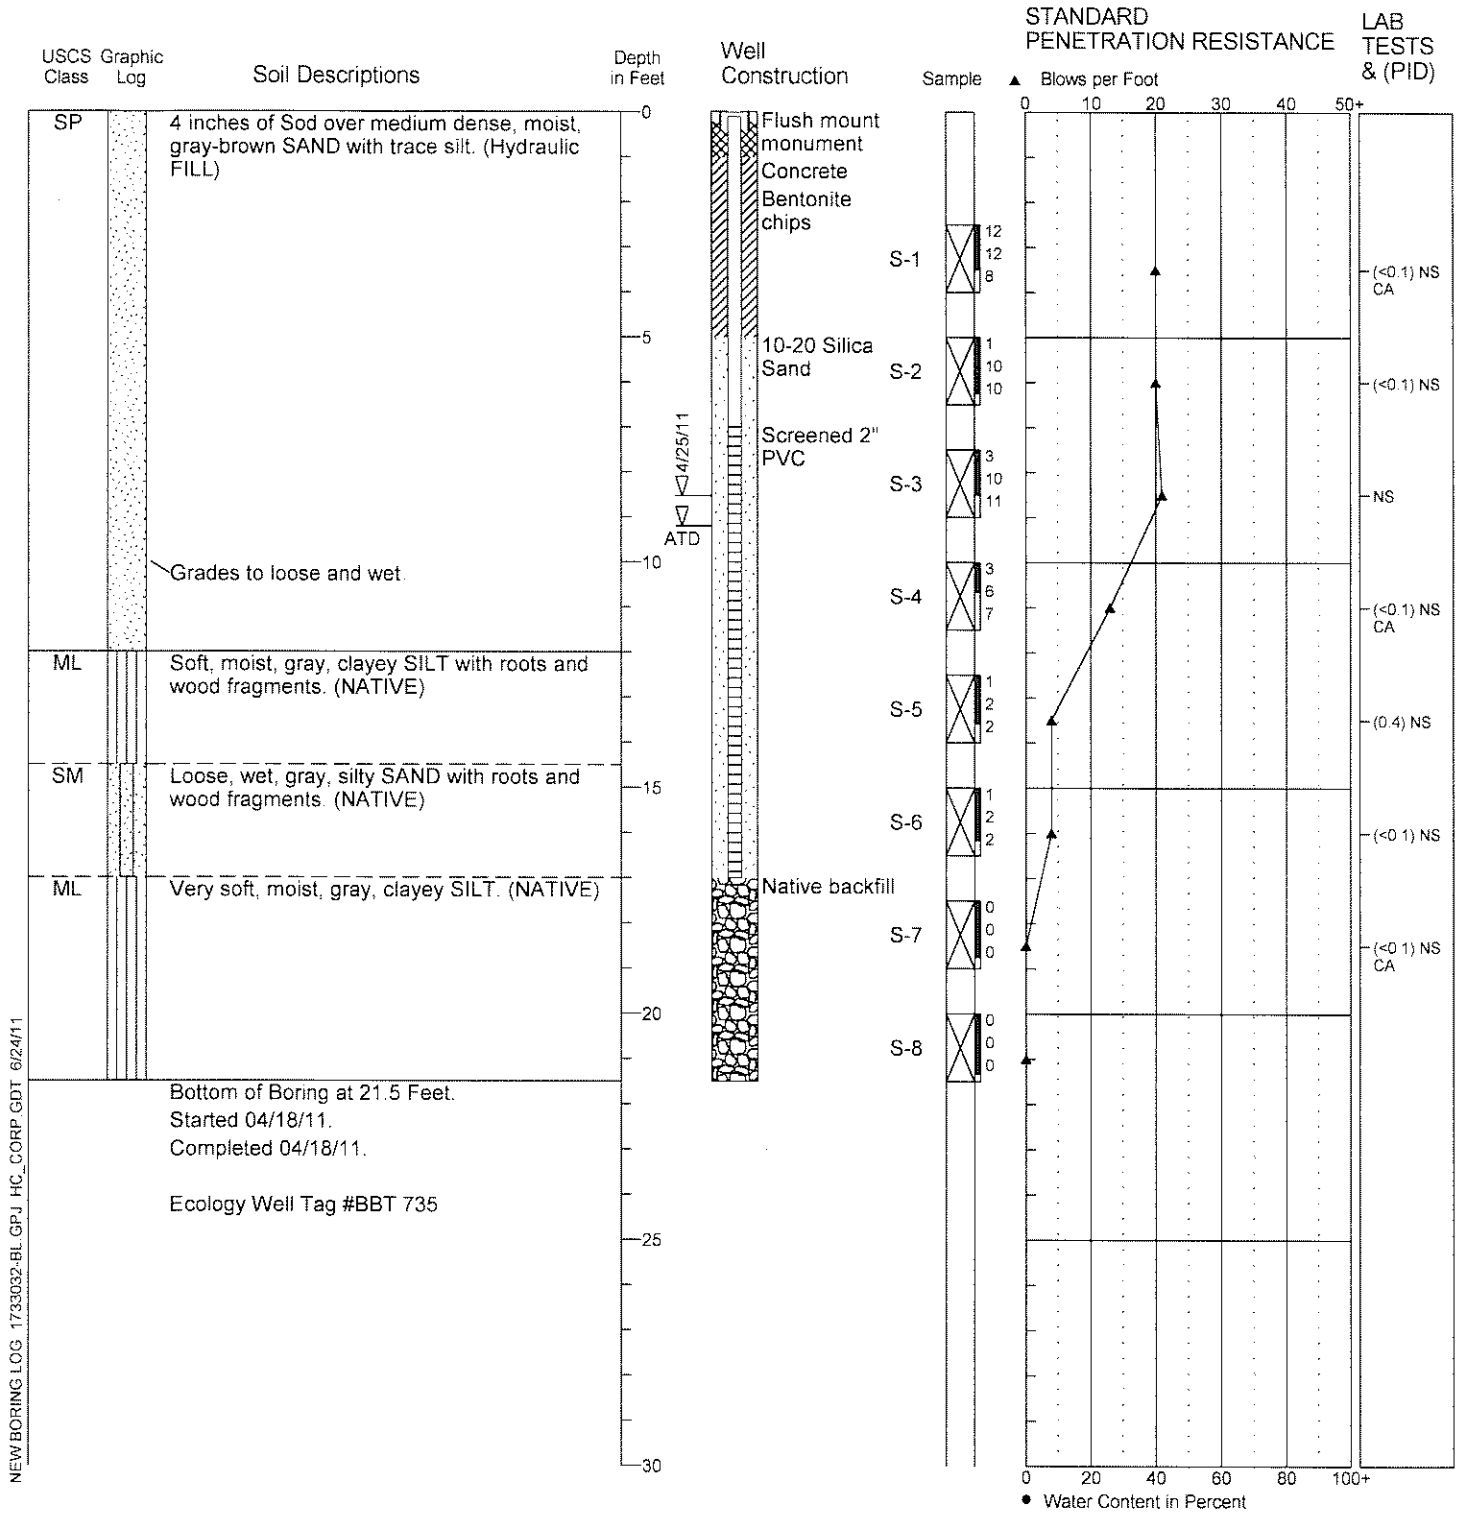 STANDARD
PENETRATION RESISTANCE
LAB
TESTS
& (PID)
USCS Graphic
Class Log
Soil Descriptions
Depth
in Feet
Well
Construction
Sample
▲ Blows per Foot
0 10 20 30 40 50+
SP
4 inches of Sod over medium dense, moist,
gray-brown SAND with trace silt. (Hydraulic
FILL)
Grades to loose and wet.
ML
Soft, moist, gray, clayey SILT with roots and
wood fragments. (NATIVE)
SM
Loose, wet, gray, silty SAND with roots and
wood fragments. (NATIVE)
ML
Very soft, moist, gray, clayey SILT. (NATIVE)
Bottom of Boring at 21.5 Feet.
Started 04/18/11.
Completed 04/18/11.
Ecology Well Tag #BBT 735
0
5
10
15
20
25
30
4/25/11
ATD
Flush mount
monument
Concrete
Bentonite
chips
10-20 Silica
Sand
Screened 2"
PVC
Native backfill
S-1
12
12
8
S-2
1
10
10
S-3
3
10
11
S-4
3
6
7
S-5
1
2
2
S-6
1
2
2
S-7
0
0
0
S-8
0
0
0
(<0.1) NS
CA
(<0.1) NS
NS
(<0.1) NS
CA
(0.4) NS
(<0 1) NS
(<0 1) NS
CA
0 20 40 60 80 100+
● Water Content in Percent
NEW BORING LOG 1733032-BL.GPJ HC_CORP.GDT 6/24/11